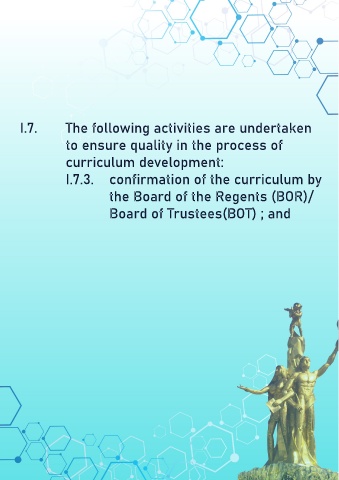 I.7. The following activities are undertaken
to ensure quality in the process of
curriculum development:
I.7.3. confirmation of the curriculum by
the Board of the Regents (BOR)/
Board of Trustees(BOT) ; and